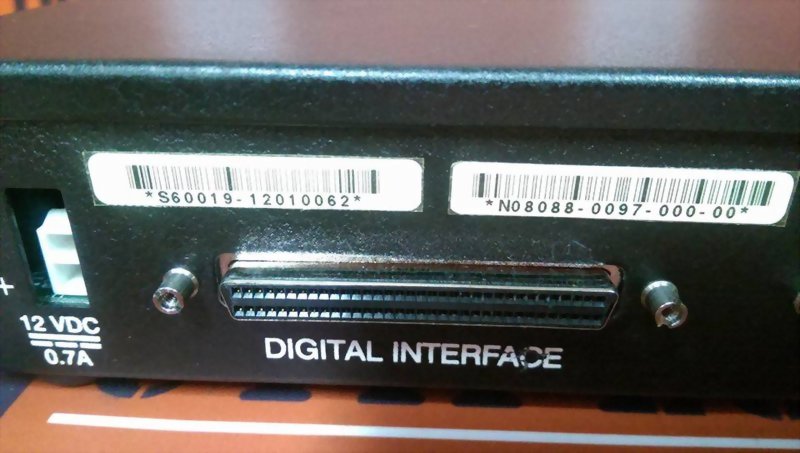 *S60019-12010062*
*N08088-0097-000-00*
+
12 VDC
0.7A
DIGITAL INTERFACE